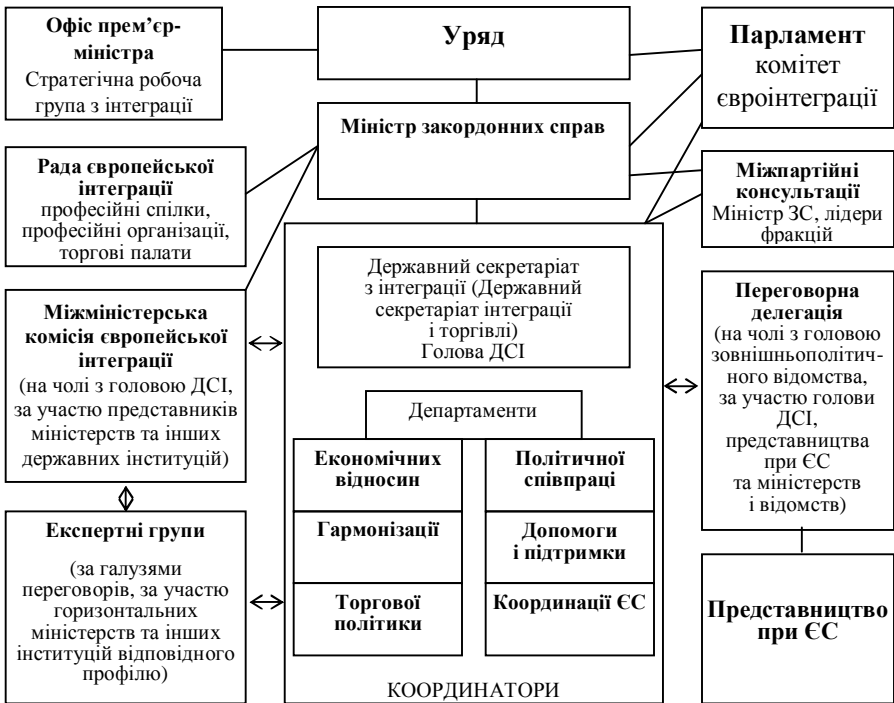 Офіс прем’єр-
міністра
Стратегічна робоча
група з інтеграції
Уряд
Парламент
комітет
євроінтеграції
Міністр закордонних справ
Рада європейської
інтеграції
професійні спілки,
професійні організації,
торгові палати
Міжпартійні
консультації
Міністр ЗС, лідери
фракцій
Державний секретаріат
з інтеграції (Державний
секретаріат інтеграції
і торгівлі)
Голова ДСІ
Міжміністерська
комісія європейської
інтеграції
(на чолі з головою ДСІ,
за участю представників
міністерств та інших
державних інституцій)
Переговорна
делегація
(на чолі з головою
зовнішньополітич-
ного відомства,
за участю голови
ДСІ,
представництва
при ЄС
та міністерств
і відомств)
Департаменти
Економічних
відносин
Політичної
співпраці
Гармонізації
Допомоги
і підтримки
Торгової
політики
Координації ЄС
Експертні групи
(за галузями
переговорів, за участю
горизонтальних
міністерств та інших
інституцій відповідного
профілю)
Представництво
при ЄС
КООРДИНАТОРИ